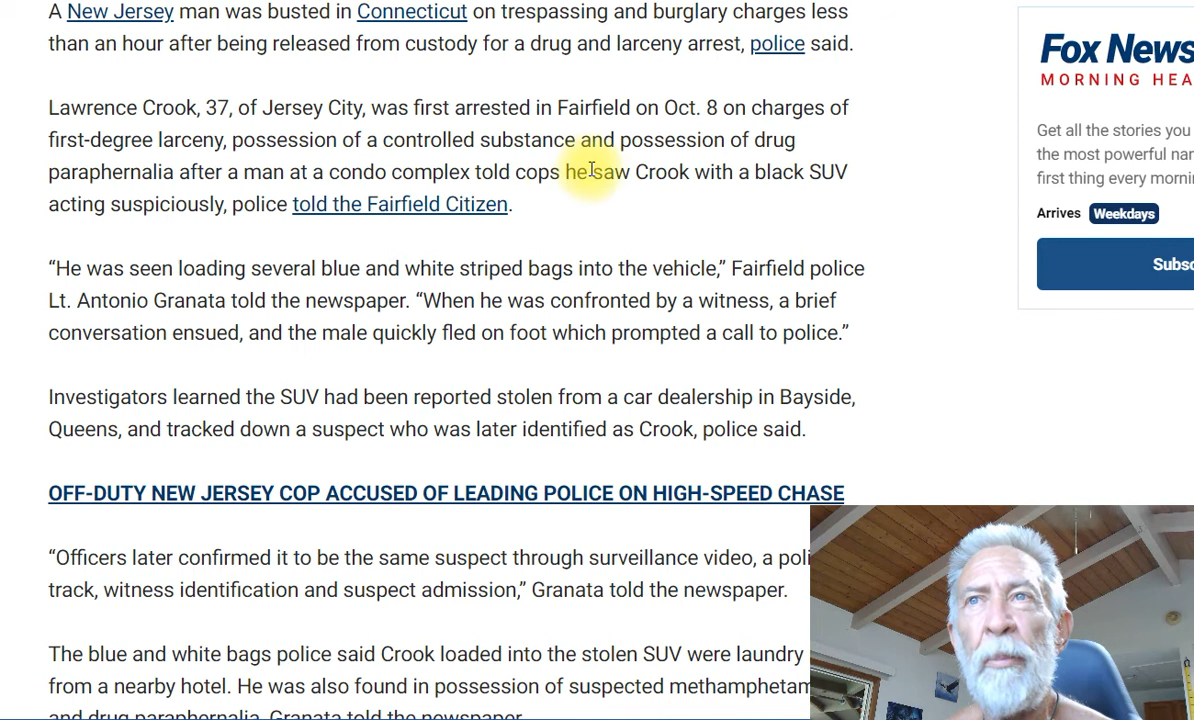 A New Jersey man was busted in Connecticut on trespassing and burglary charges less
than an hour after being released from custody for a drug and larceny arrest, police said.
Lawrence Crook, 37, of Jersey City, was first arrested in Fairfield on Oct. 8 on charges of
first-degree larceny, possession of a controlled substance and possession of drug
paraphernalia after a man at a condo complex told cops he saw Crook with a black SUV
acting suspiciously, police told the Fairfield Citizen.
“He was seen loading several blue and white striped bags into the vehicle,” Fairfield police
Lt. Antonio Granata told the newspaper. “When he was confronted by a witness, a brief
conversation ensued, and the male quickly fled on foot which prompted a call to police.”
Investigators learned the SUV had been reported stolen from a car dealership in Bayside,
Queens, and tracked down a suspect who was later identified as Crook, police said.
OFF-DUTY NEW JERSEY COP ACCUSED OF LEADING POLICE ON HIGH-SPEED CHASE
“Officers later confirmed it to be the same suspect through surveillance video, a poli
track, witness identification and suspect admission,” Granata told the newspaper.
The blue and white bags police said Crook loaded into the stolen SUV were laundry
from a nearby hotel. He was also found in possession of suspected methampheta
and drug paraphernalia, Granata told the newspaper.
Fox News
MORNING HEA
Get all the stories you
the most powerful nar
first thing every morni
Arrives Weekdays
Subsc